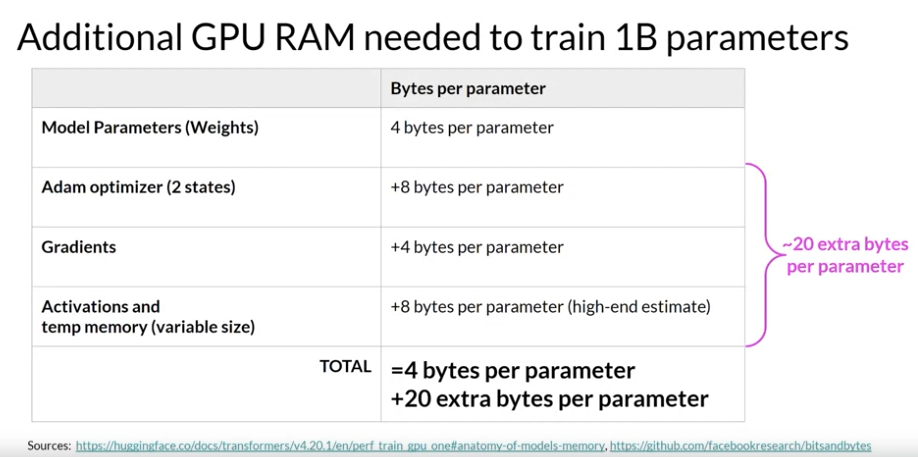 Additional GPU RAM needed to train 1B parameters
Bytes per parameter
Model Parameters (Weights)
4 bytes per parameter
Adam optimizer (2 states)
+8 bytes per parameter
Gradients
+4 bytes per parameter
Activations and
temp memory (variable size)
+8 bytes per parameter (high-end estimate)
~20 extra bytes
per parameter
TOTAL
=4 bytes per parameter
+20 extra bytes per parameter
Sources: https://huggingface.co/docs/transformers/v4.20.1/en/perf_train_gpu_one#anatomy-of-models-memory, https://github.com/facebookresearch/bitsandbytes